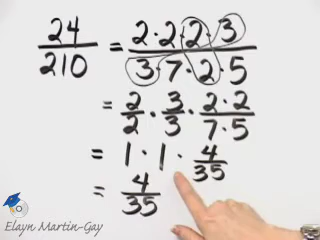 24/210 = 2·2·2·3/3·7·2·5
= 2/2 · 3/3 · 2·2/7·5
= 1 · 1 · 4/35
= 4/35
Elayn Martin-Gay